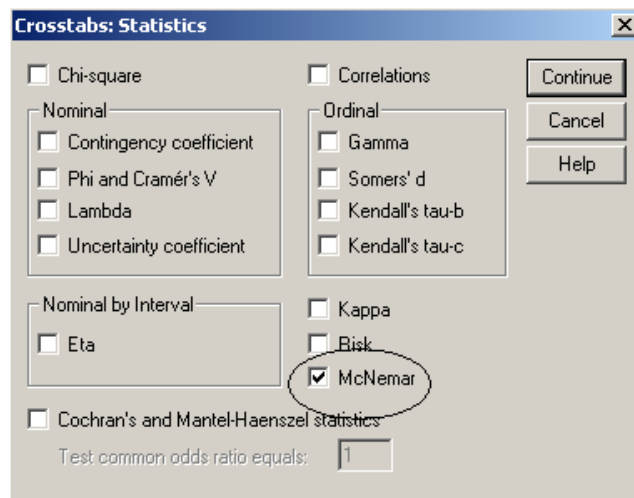 Crosstabs: Statistics
Chi-square
Correlations
Continue
Nominal
Ordinal
Cancel
Contingency coefficient
Gamma
Help
Phi and Cramér's V
Somers' d
Lambda
Kendall's tau-b
Uncertainty coefficient
Kendall's tau-c
Nominal by Interval
Kappa
Eta
Risk
McNemar
Cochran's and Mantel-Haenszel statistics
Test common odds ratio equals: 1